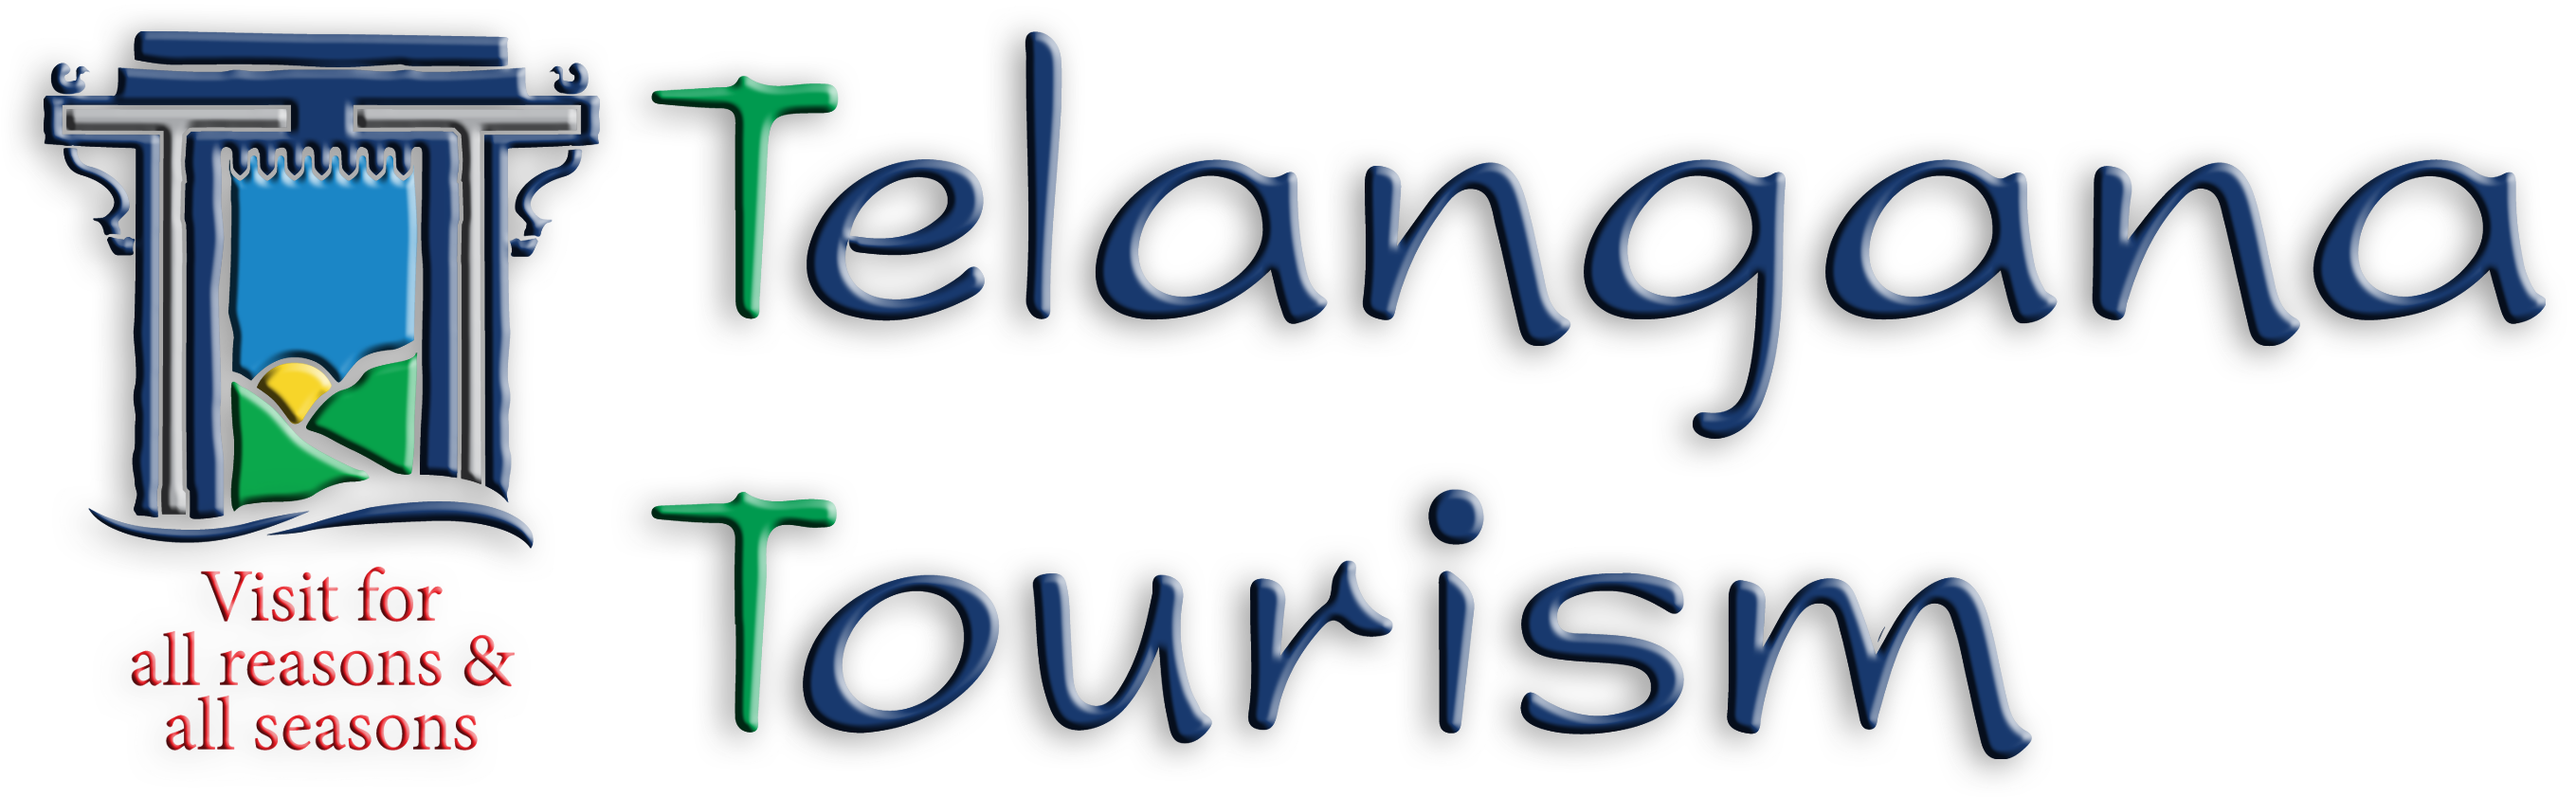 Telangana
Tourism
Visit for
all reasons &
all seasons